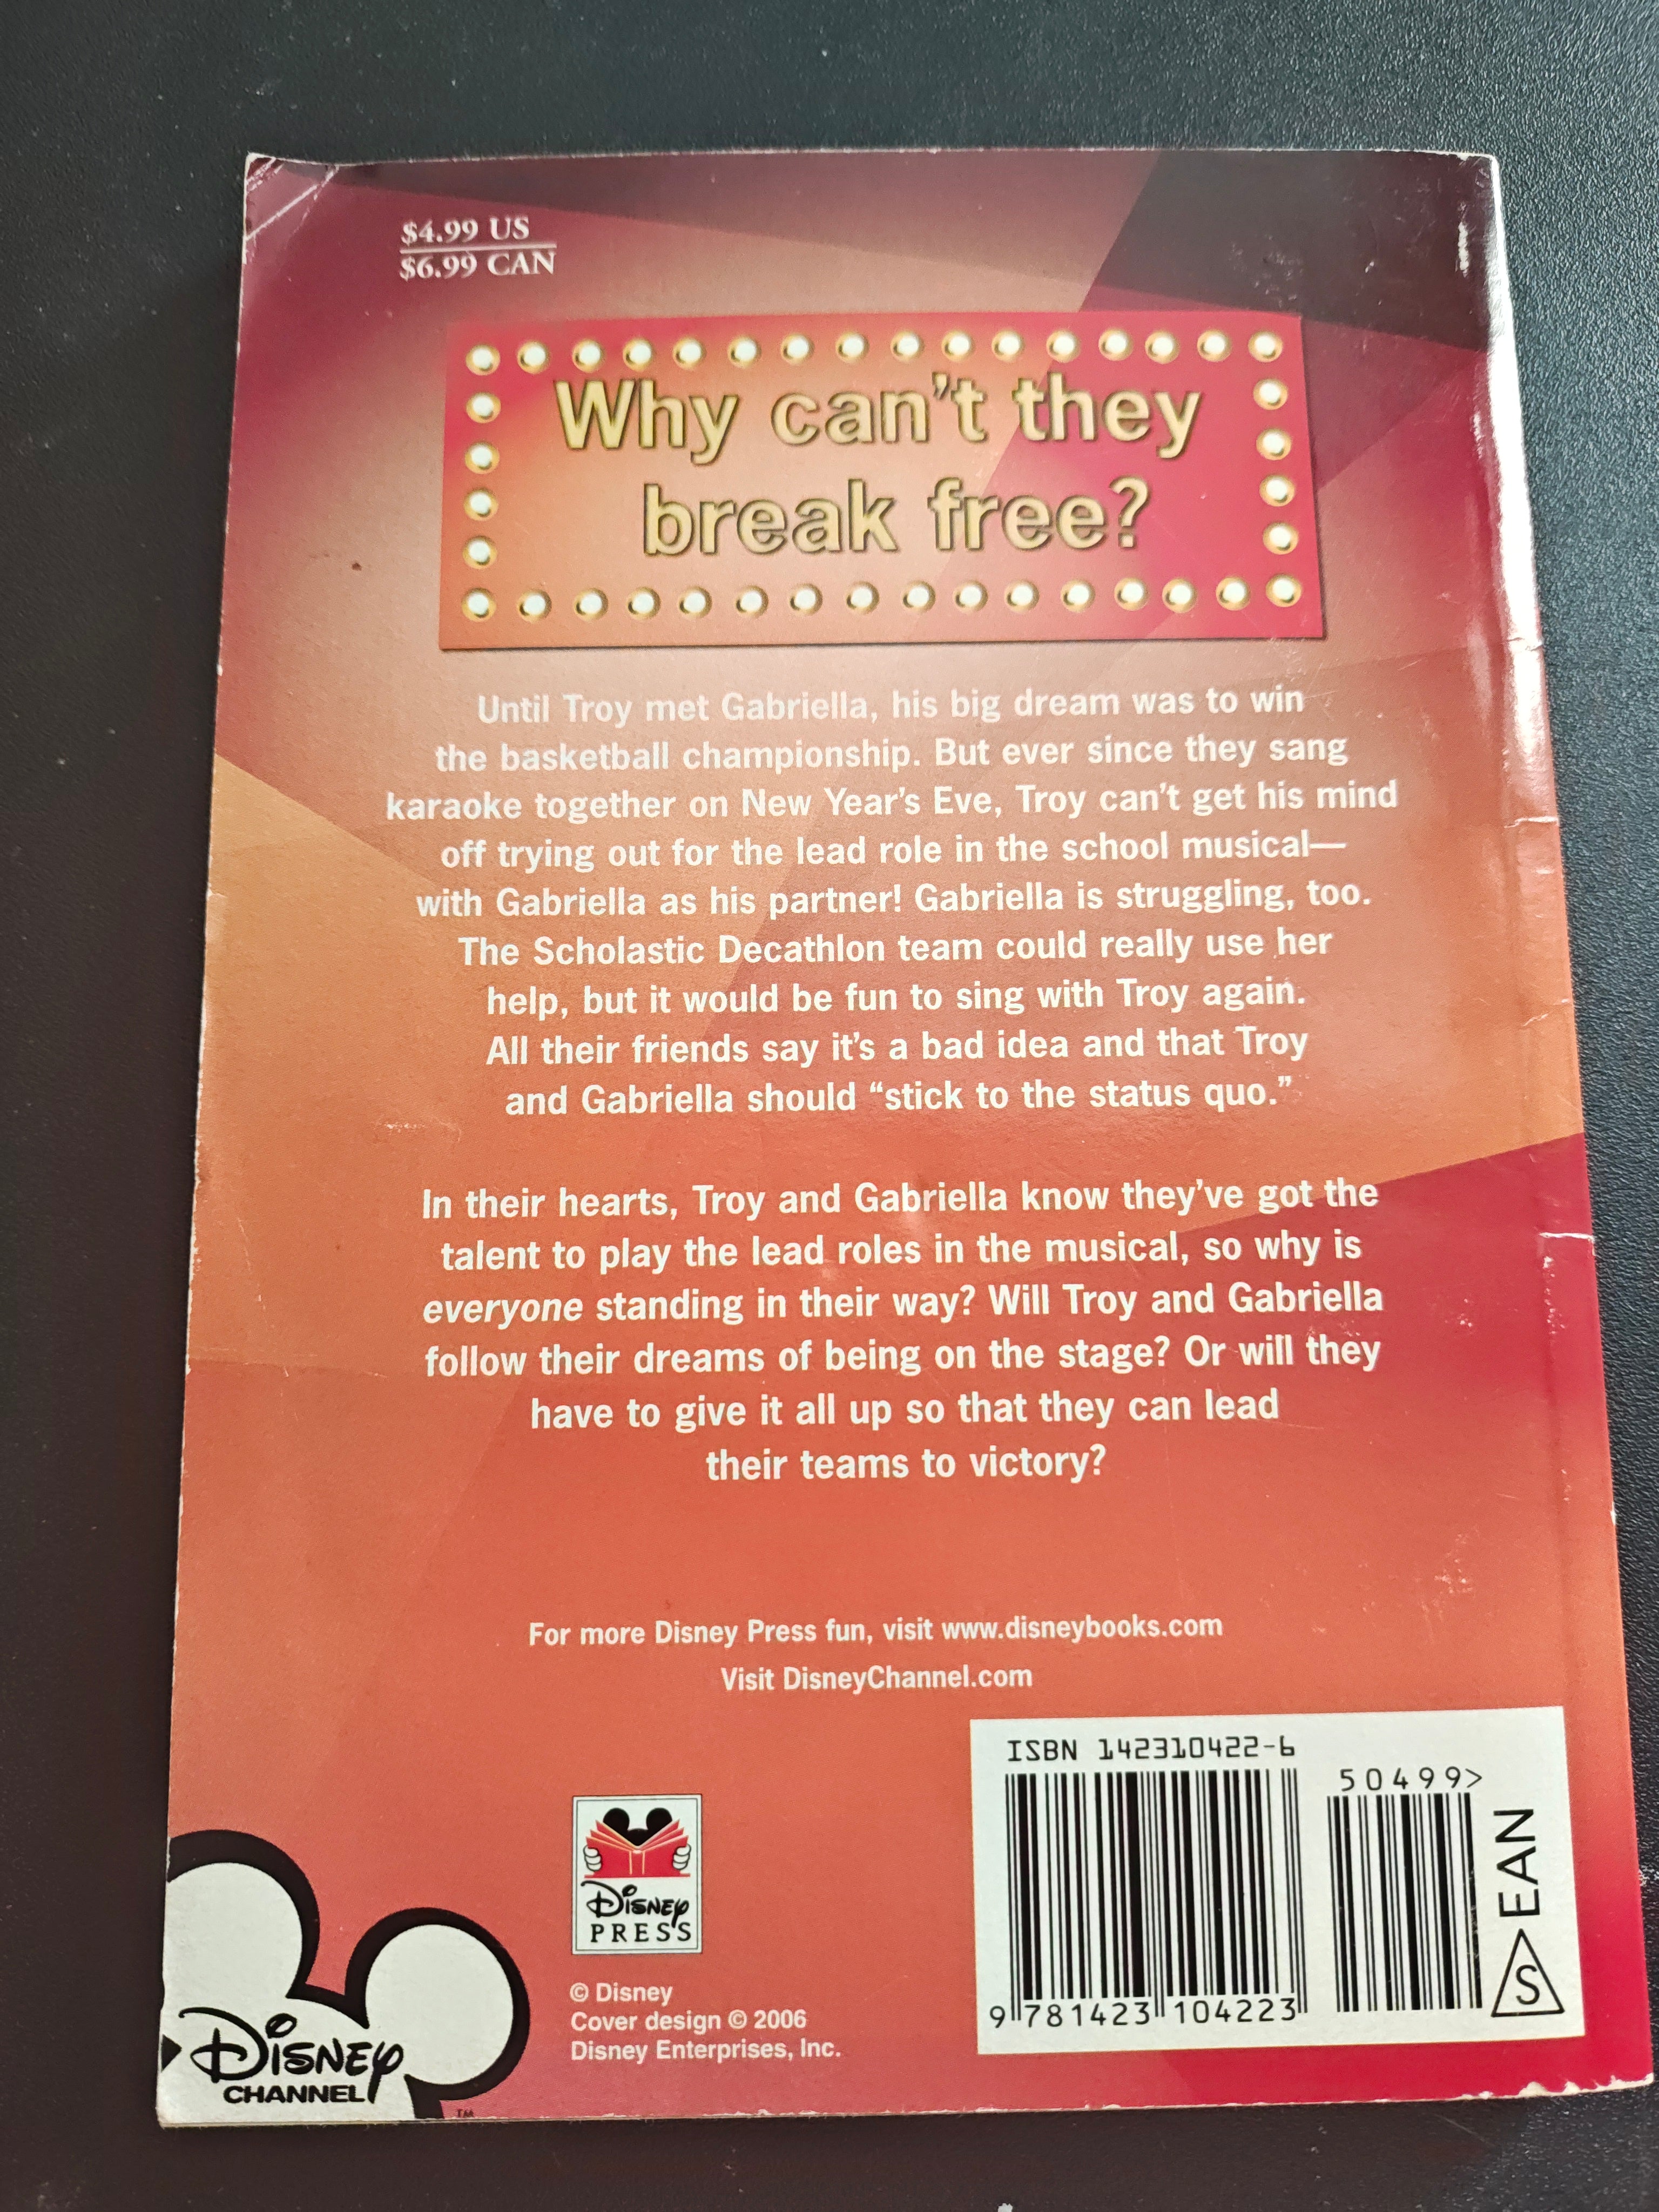 $4.99 US
$6.99 CAN
Why can't they
break free?
Until Troy met Gabriella, his big dream was to win
the basketball championship. But ever since they sang
karaoke together on New Year's Eve, Troy can't get his mind
off trying out for the lead role in the school musical—
with Gabriella as his partner! Gabriella is struggling, too.
The Scholastic Decathlon team could really use her
help, but it would be fun to sing with Troy again.
All their friends say it's a bad idea and that Troy
and Gabriella should “stick to the status quo.”
In their hearts, Troy and Gabriella know they've got the
talent to play the lead roles in the musical, so why is
everyone standing in their way? Will Troy and Gabriella
follow their dreams of being on the stage? Or will they
have to give it all up so that they can lead
their teams to victory?
For more Disney Press fun, visit www.disneybooks.com
Visit DisneyChannel.com
ISBN 142310422-6
50499>
9 781423 104223
EAN
S
Disney
PRESS
© Disney
Cover design © 2006
Disney Enterprises, Inc.
Disney
CHANNEL
TM